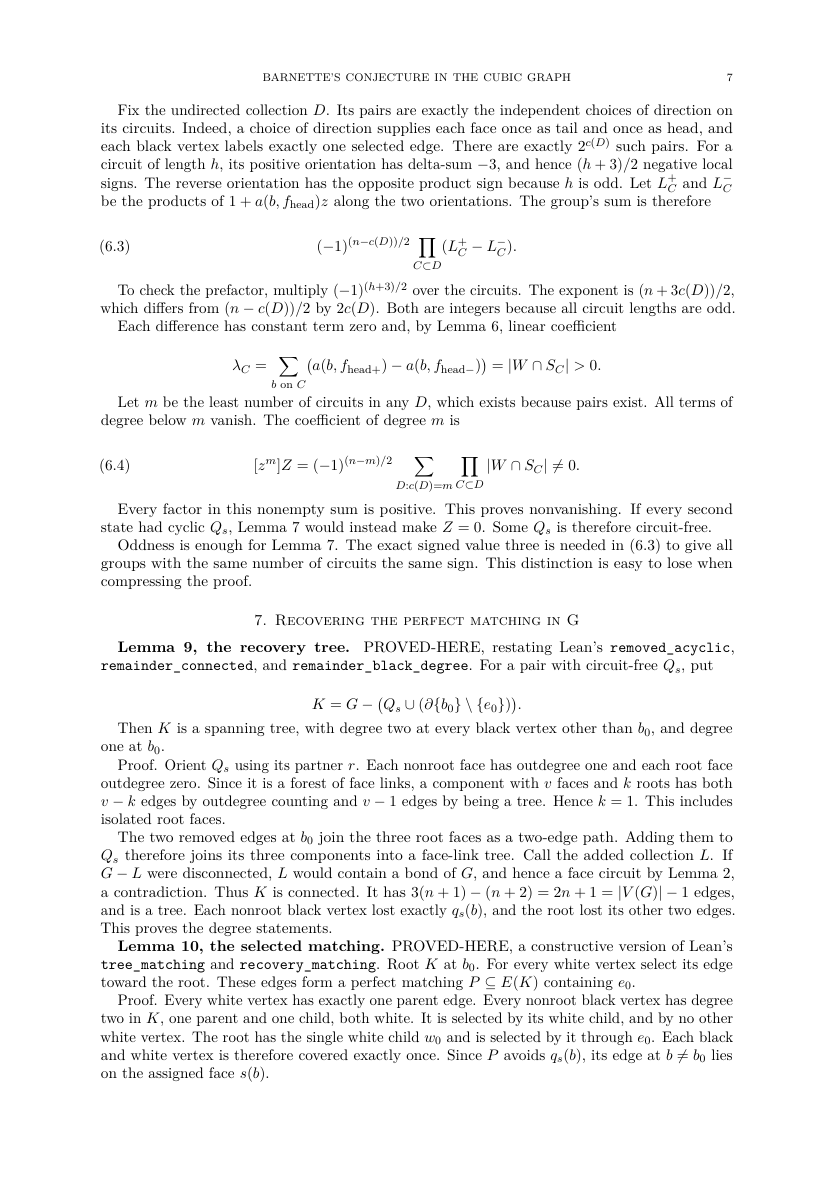 BARNETTE'S CONJECTURE IN THE CUBIC GRAPH 7
Fix the undirected collection D. Its pairs are exactly the independent choices of direction on
its circuits. Indeed, a choice of direction supplies each face once as tail and once as head, and
each black vertex labels exactly one selected edge. There are exactly 2^{c(D)} such pairs. For a
circuit of length h, its positive orientation has delta-sum −3, and hence (h + 3)/2 negative local
signs. The reverse orientation has the opposite product sign because h is odd. Let L_C^+ and L_C^-
be the products of 1 + a(b, f_{head})z along the two orientations. The group's sum is therefore
(6.3) (−1)^{(n−c(D))/2} ∏_{C⊂D} (L_C^+ − L_C^-).
To check the prefactor, multiply (−1)^{(h+3)/2} over the circuits. The exponent is (n + 3c(D))/2,
which differs from (n − c(D))/2 by 2c(D). Both are integers because all circuit lengths are odd.
Each difference has constant term zero and, by Lemma 6, linear coefficient
λ_C = ∑_{b on C} (a(b, f_{head+}) − a(b, f_{head−})) = |W ∩ S_C| > 0.
Let m be the least number of circuits in any D, which exists because pairs exist. All terms of
degree below m vanish. The coefficient of degree m is
(6.4) [z^m]Z = (−1)^{(n−m)/2} ∑_{D:c(D)=m} ∏_{C⊂D} |W ∩ S_C| ≠ 0.
Every factor in this nonempty sum is positive. This proves nonvanishing. If every second
state had cyclic Q_s, Lemma 7 would instead make Z = 0. Some Q_s is therefore circuit-free.
Oddness is enough for Lemma 7. The exact signed value three is needed in (6.3) to give all
groups with the same number of circuits the same sign. This distinction is easy to lose when
compressing the proof.
7. RECOVERING THE PERFECT MATCHING IN G
Lemma 9, the recovery tree. PROVED-HERE, restating Lean's removed_acyclic,
remainder_connected, and remainder_black_degree. For a pair with circuit-free Q_s, put
K = G − (Q_s ∪ (∂{b_0} \ {e_0})).
Then K is a spanning tree, with degree two at every black vertex other than b_0, and degree
one at b_0.
Proof. Orient Q_s using its partner r. Each nonroot face has outdegree one and each root face
outdegree zero. Since it is a forest of face links, a component with v faces and k roots has both
v − k edges by outdegree counting and v − 1 edges by being a tree. Hence k = 1. This includes
isolated root faces.
The two removed edges at b_0 join the three root faces as a two-edge path. Adding them to
Q_s therefore joins its three components into a face-link tree. Call the added collection L. If
G − L were disconnected, L would contain a bond of G, and hence a face circuit by Lemma 2,
a contradiction. Thus K is connected. It has 3(n + 1) − (n + 2) = 2n + 1 = |V(G)| − 1 edges,
and is a tree. Each nonroot black vertex lost exactly q_s(b), and the root lost its other two edges.
This proves the degree statements.
Lemma 10, the selected matching. PROVED-HERE, a constructive version of Lean's
tree_matching and recovery_matching. Root K at b_0. For every white vertex select its edge
toward the root. These edges form a perfect matching P ⊆ E(K) containing e_0.
Proof. Every white vertex has exactly one parent edge. Every nonroot black vertex has degree
two in K, one parent and one child, both white. It is selected by its white child, and by no other
white vertex. The root has the single white child w_0 and is selected by it through e_0. Each black
and white vertex is therefore covered exactly once. Since P avoids q_s(b), its edge at b ≠ b_0 lies
on the assigned face s(b).